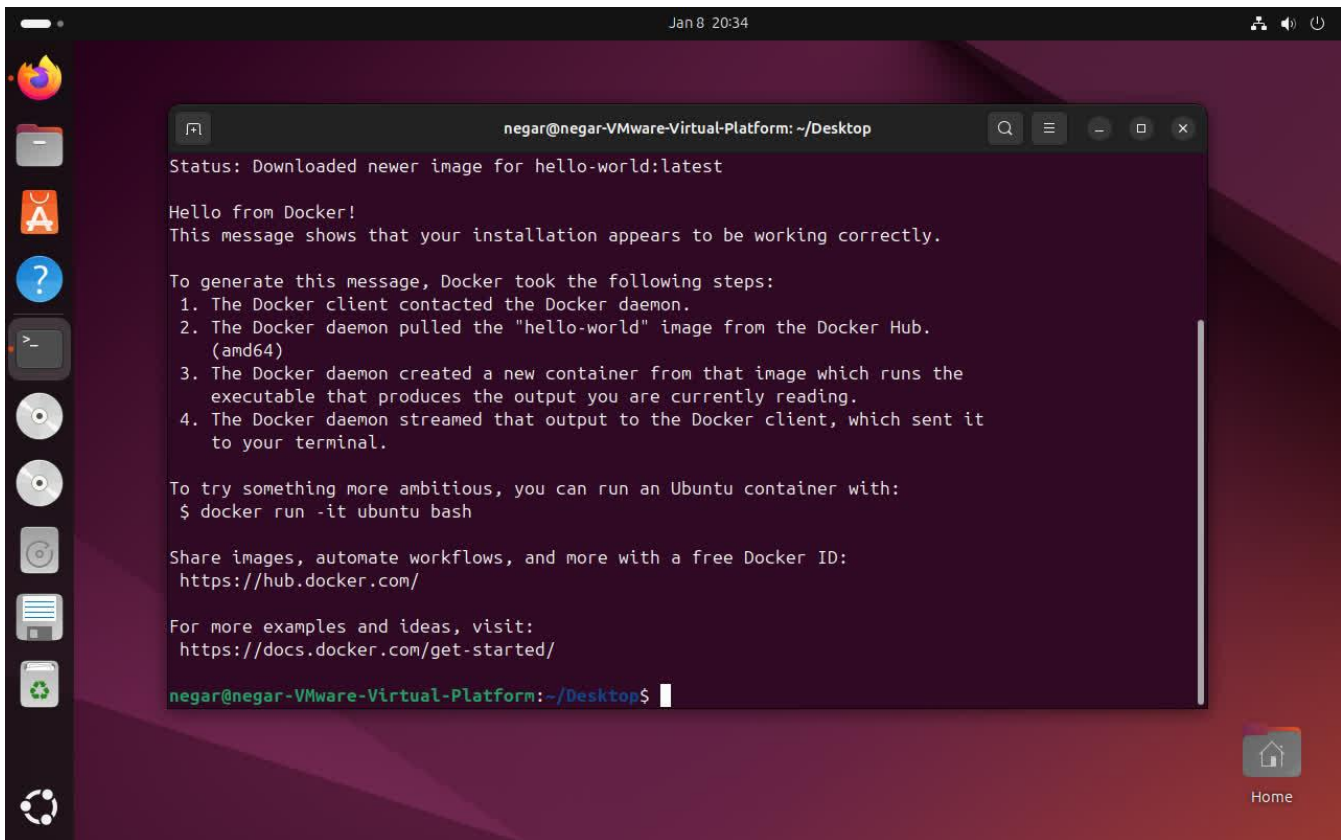 Jan 8 20:34
negar@negar-VMware-Virtual-Platform: ~/Desktop
Status: Downloaded newer image for hello-world:latest
Hello from Docker!
This message shows that your installation appears to be working correctly.
To generate this message, Docker took the following steps:
1. The Docker client contacted the Docker daemon.
2. The Docker daemon pulled the "hello-world" image from the Docker Hub.
(amd64)
3. The Docker daemon created a new container from that image which runs the
executable that produces the output you are currently reading.
4. The Docker daemon streamed that output to the Docker client, which sent it
to your terminal.
To try something more ambitious, you can run an Ubuntu container with:
$ docker run -it ubuntu bash
Share images, automate workflows, and more with a free Docker ID:
https://hub.docker.com/
For more examples and ideas, visit:
https://docs.docker.com/get-started/
negar@negar-VMware-Virtual-Platform:~/Desktop$
Home